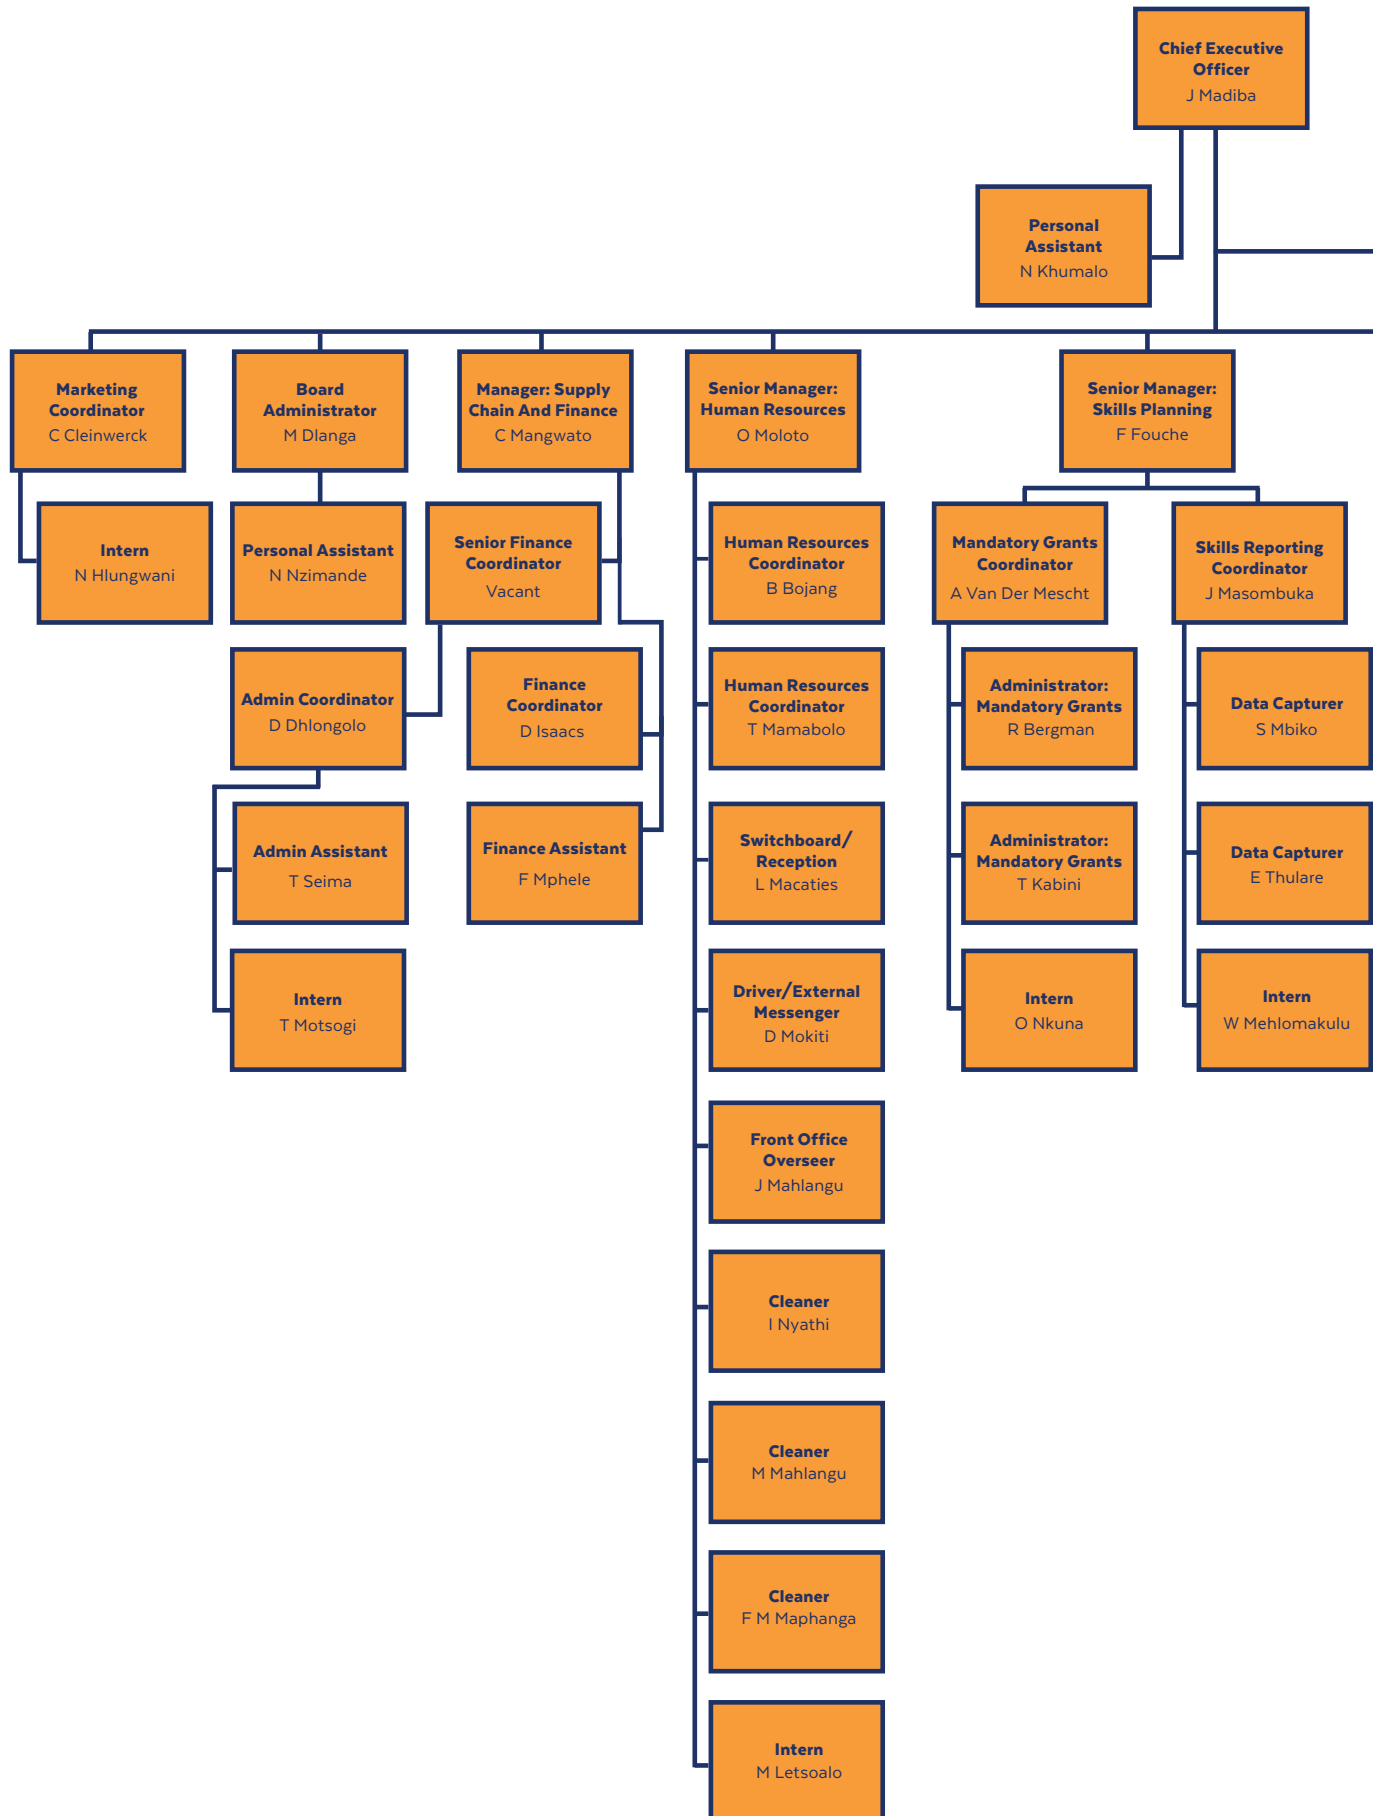 Chief Executive
Officer
J Madiba
Personal
Assistant
N Khumalo
Marketing
Coordinator
C Cleinwerck
Board
Administrator
M Dlanga
Manager: Supply
Chain And Finance
C Mangwato
Senior Manager:
Human Resources
O Moloto
Senior Manager:
Skills Planning
F Fouche
Intern
N Hlungwani
Personal Assistant
N Nzimande
Senior Finance
Coordinator
Vacant
Human Resources
Coordinator
B Bojang
Mandatory Grants
Coordinator
A Van Der Mescht
Skills Reporting
Coordinator
J Masombuka
Admin Coordinator
D Dhlongolo
Finance
Coordinator
D Isaacs
Human Resources
Coordinator
T Mamabolo
Administrator:
Mandatory Grants
R Bergman
Data Capturer
S Mbiko
Admin Assistant
T Seima
Finance Assistant
F Mphele
Switchboard/
Reception
L Macaties
Administrator:
Mandatory Grants
T Kabini
Data Capturer
E Thulare
Intern
T Motsogi
Driver/External
Messenger
D Mokiti
Intern
O Nkuna
Intern
W Mehlomakulu
Front Office
Overseer
J Mahlangu
Cleaner
I Nyathi
Cleaner
M Mahlangu
Cleaner
F M Maphanga
Intern
M Letsoalo